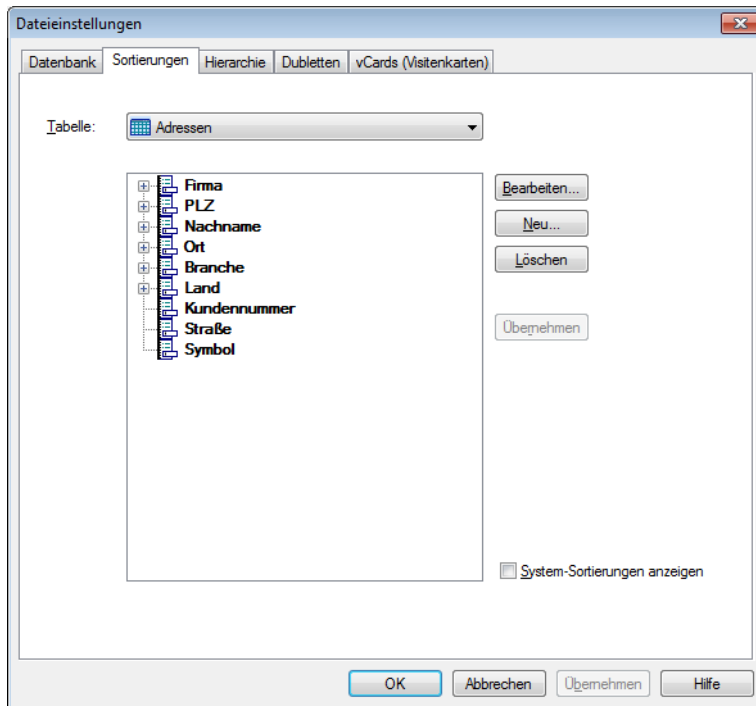 Dateieinstellungen
Datenbank Sortierungen Hierarchie Dubletten vCards (Visitenkarten)
Tabelle: Adressen
Firma
PLZ
Nachname
Ort
Branche
Land
Kundennummer
Straße
Symbol
Bearbeiten...
Neu...
Löschen
Übernehmen
System-Sortierungen anzeigen
OK Abbrechen Übernehmen Hilfe